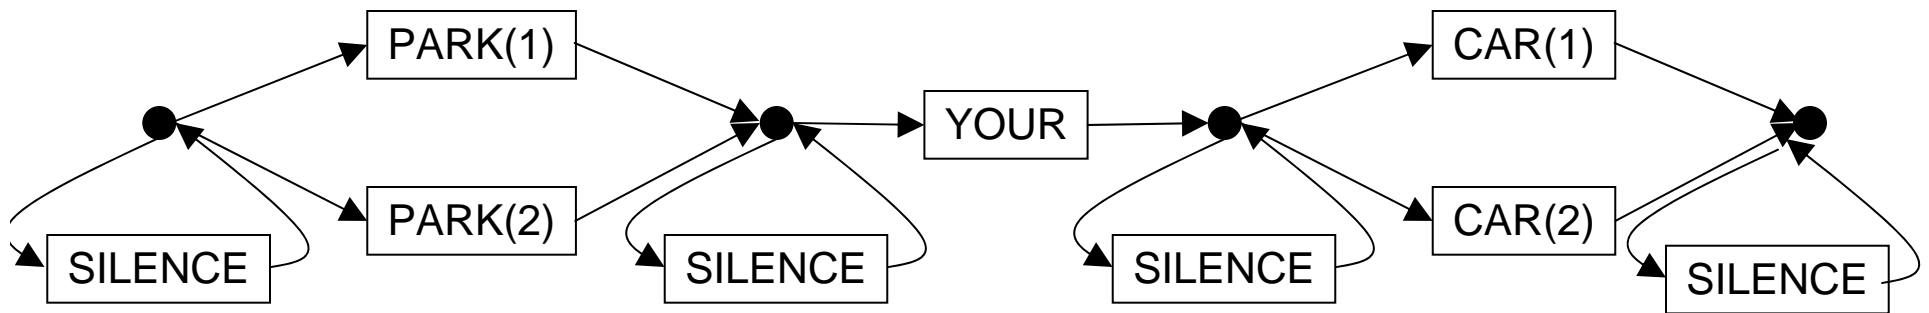 PARK(1)
CAR(1)
YOUR
PARK(2)
CAR(2)
SILENCE
SILENCE
SILENCE
SILENCE